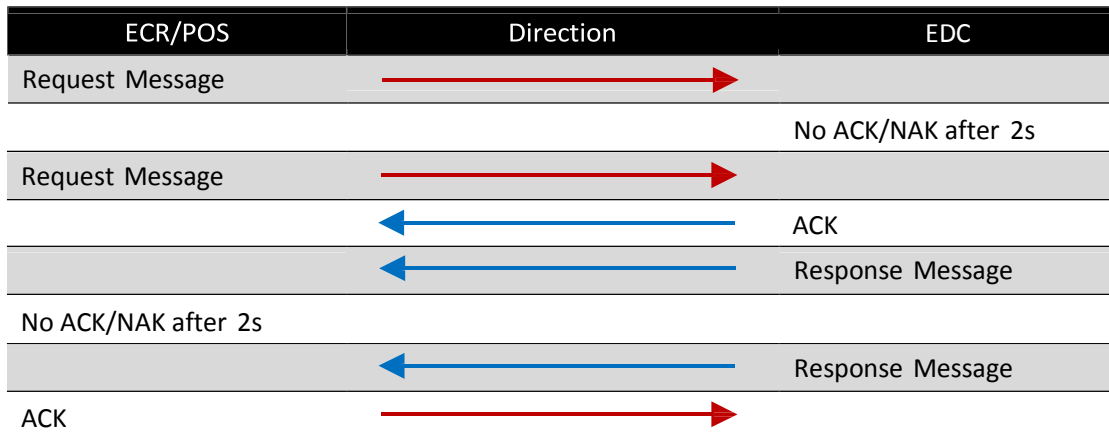 ECR/POS Direction EDC
Request Message
No ACK/NAK after 2s
Request Message
ACK
Response Message
No ACK/NAK after 2s
Response Message
ACK